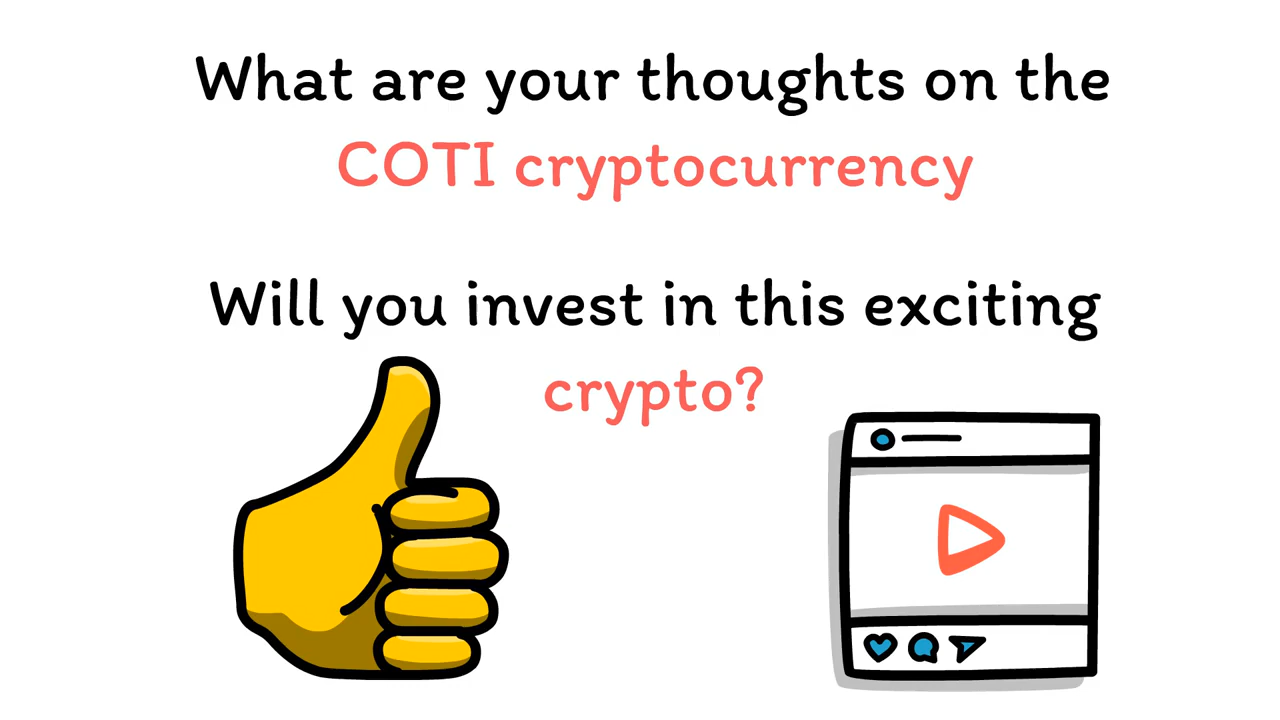 What are your thoughts on the
COTI cryptocurrency
Will you invest in this exciting
crypto?